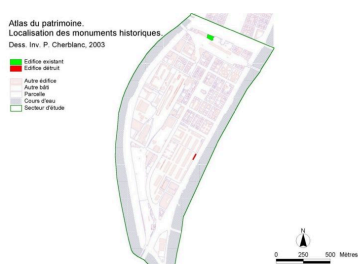 Atlas du patrimoine.
Localisation des monuments historiques.
Dess. Inv. P. Cherblanc, 2003
Edifice existant
Edifice détruit
Autre édifice
Autre bâti
Parcelle
Cours d'eau
Secteur d'étude
N
0 250 500 Mètres